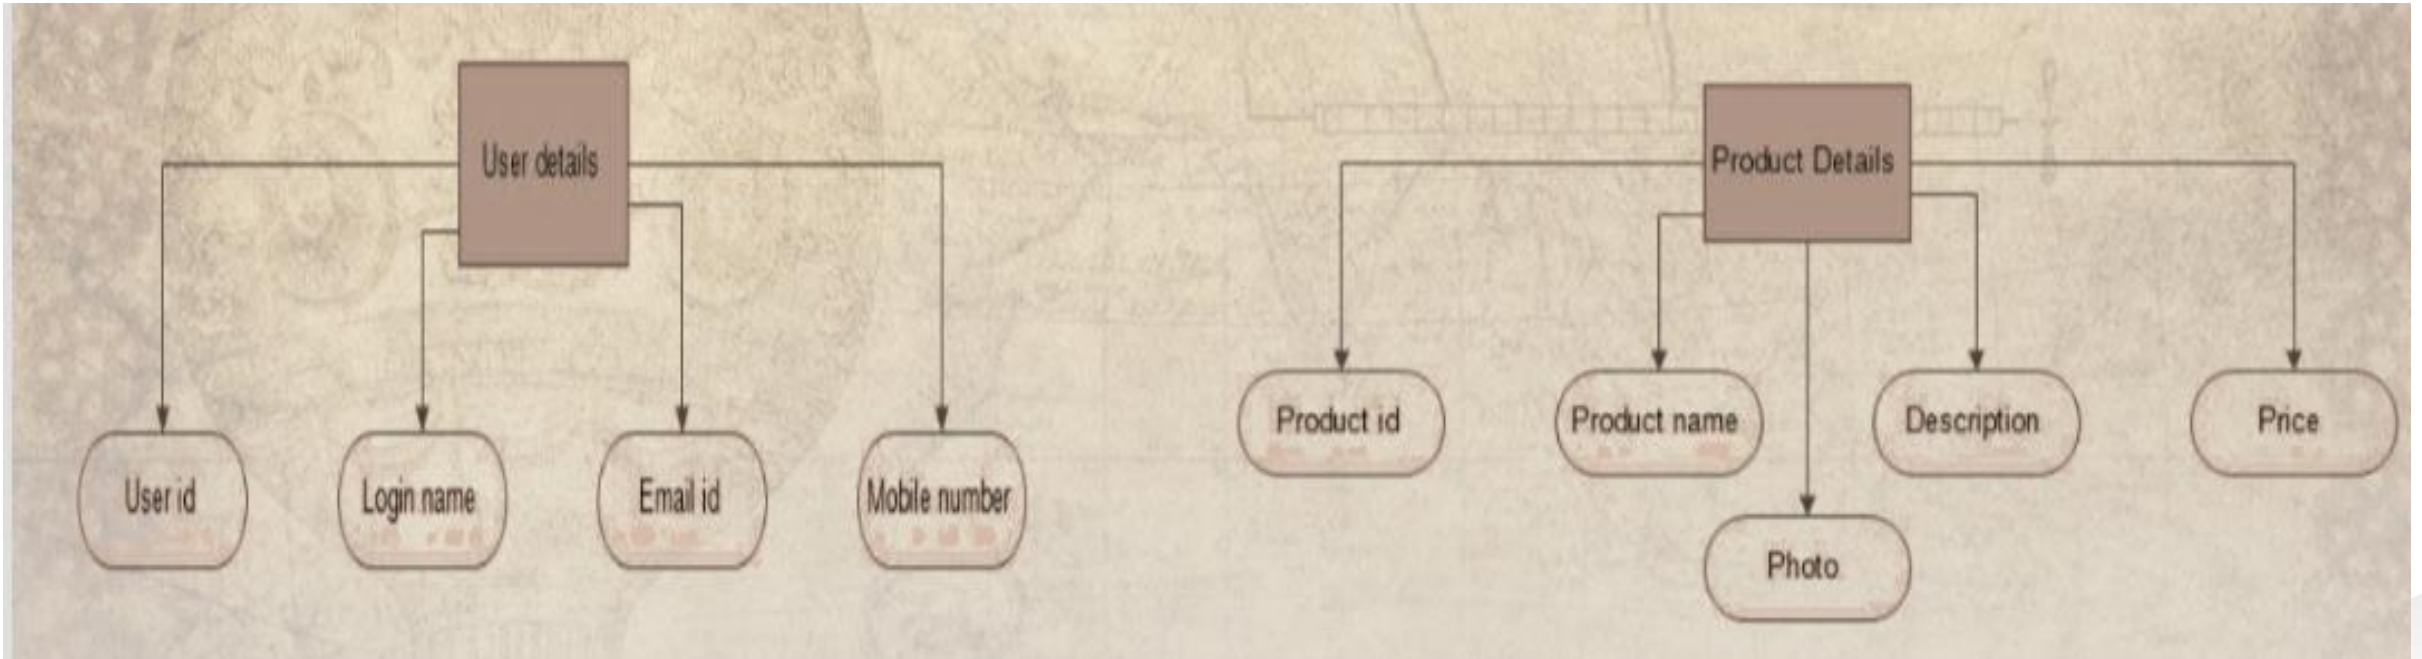 User details
User id
Login name
Email id
Mobile number
Product Details
Product id
Product name
Description
Price
Photo